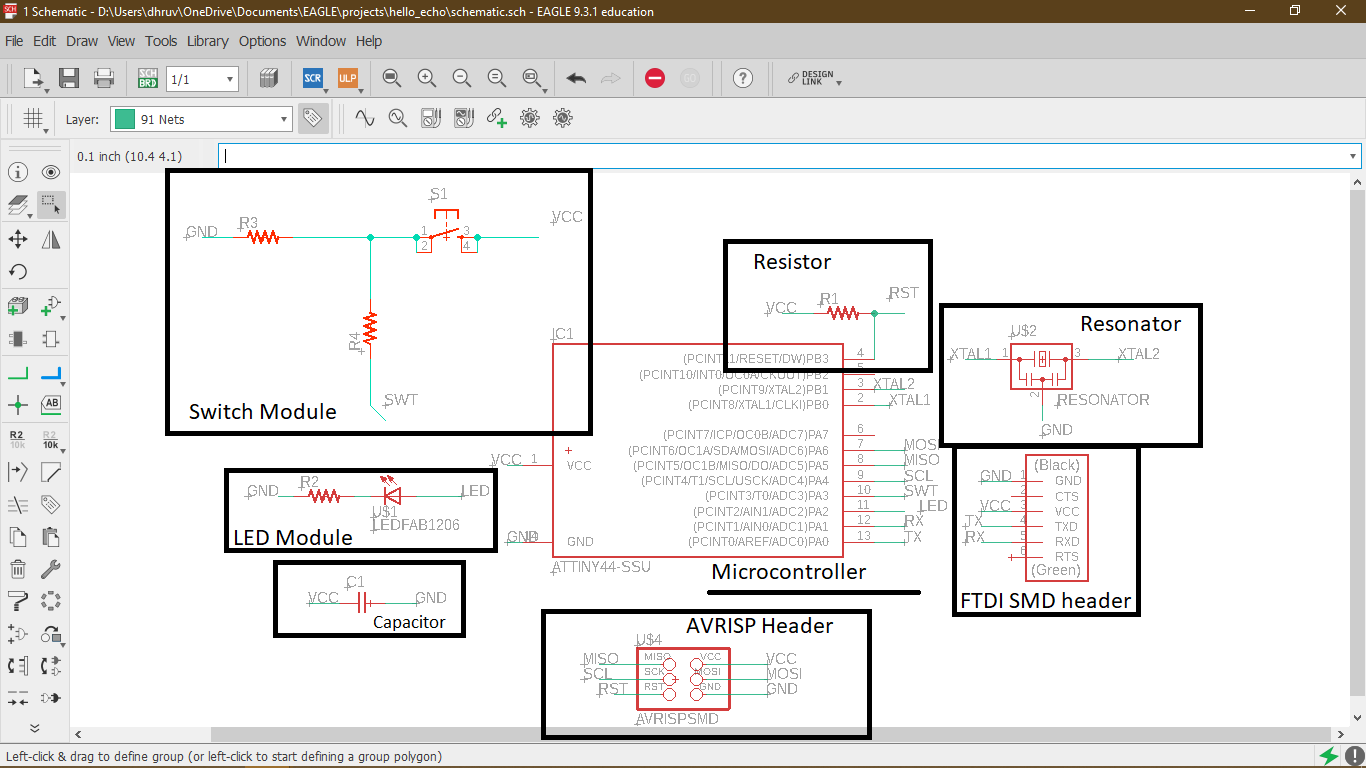 1 Schematic - D:\Users\dhruv\OneDrive\Documents\EAGLE\projects\hello_echo\schematic.sch - EAGLE 9.3.1 education
File Edit Draw View Tools Library Options Window Help
SCH BRD 1/1 SCR ULP DESIGN LINK
Layer: 91 Nets
0.1 inch (10.4 4.1)
S1
VCC
GND R3
1 3
2 4
R4
SWT
Switch Module
Resistor
VCC R1 RST
IC1
(PCINT11/RESET/DW)PB3 4
(PCINT10/INT0/OC0A/CKOUT)PB2 5
(PCINT9/XTAL2)PB1 3 XTAL2
(PCINT8/XTAL1/CLKI)PB0 2 XTAL1
(PCINT7/ICP/OC0B/ADC7)PA7 6
(PCINT6/OC1A/SDA/MOSI/ADC6)PA6 7 MOSI
VCC 1 VCC (PCINT5/OC1B/MISO/DO/ADC5)PA5 8 MISO
(PCINT4/T1/SCL/USCK/ADC4)PA4 9 SCL
(PCINT3/T0/ADC3)PA3 10 SWT
(PCINT2/AIN1/ADC2)PA2 11 LED
(PCINT1/AIN0/ADC1)PA1 12 RX
GND GND (PCINT0/AREF/ADC0)PA0 13 TX
ATTINY44-SSU
Microcontroller
U$2 Resonator
XTAL1 1 3 XTAL2
2 RESONATOR
GND
(Black)
GND 1 GND
2 CTS
VCC 3 VCC
TX 4 TXD
RX 5 RXD
6 RTS
(Green)
FTDI SMD header
GND R2 LED
U$1
LEDFAB1206
LED Module
C1
VCC GND
Capacitor
AVRISP Header
U$4
MISO MISO VCC VCC
SCL SCK MOSI MOSI
RST RST GND GND
AVRISPSMD
R2 10k R2 10k
Left-click & drag to define group (or left-click to start defining a group polygon)